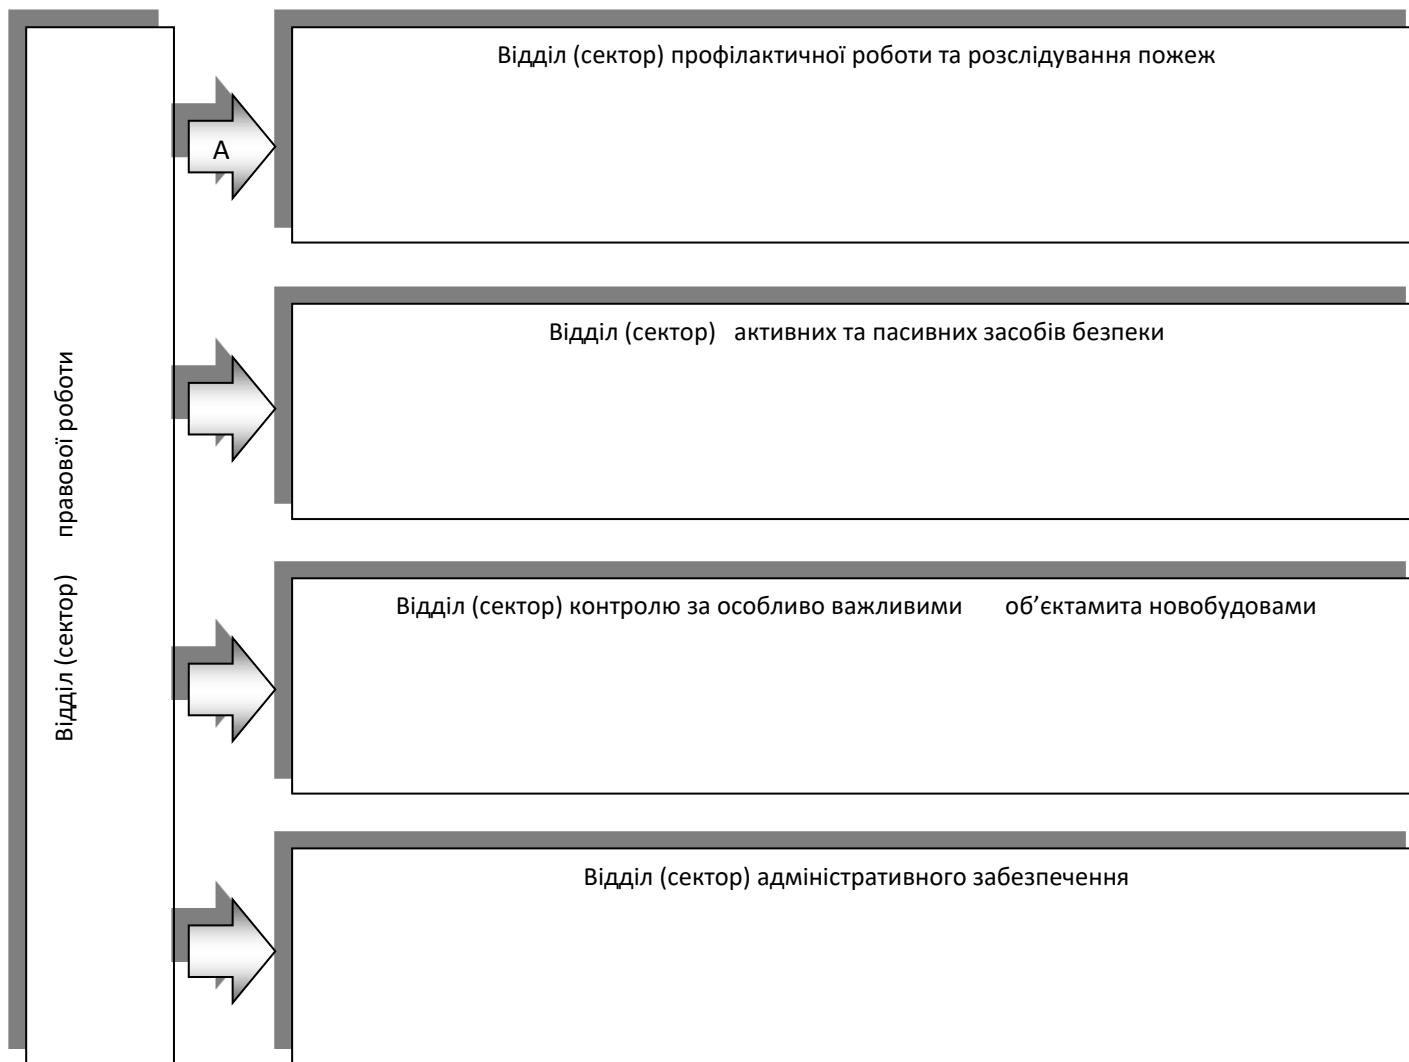 Відділ (сектор) правової роботи
А
Відділ (сектор) профілактичної роботи та розслідування пожеж
Відділ (сектор) активних та пасивних засобів безпеки
Відділ (сектор) контролю за особливо важливими об’єктамита новобудовами
Відділ (сектор) адміністративного забезпечення